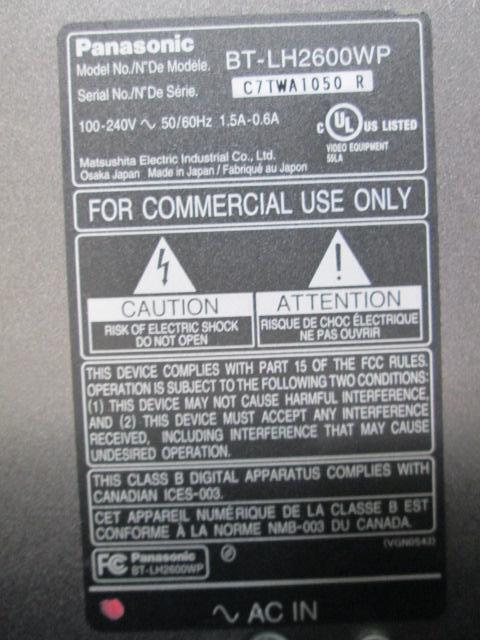 Panasonic
Model No./N°De Modèle. BT-LH2600WP
Serial No./N°De Série. C7TWA1050 R
100-240V ∿ 50/60Hz 1.5A-0.6A
C UL US LISTED
VIDEO EQUIPMENT
55LA
Matsushita Electric Industrial Co., Ltd.
Osaka Japan Made in Japan / Fabriqué au Japon
FOR COMMERCIAL USE ONLY
CAUTION
RISK OF ELECTRIC SHOCK
DO NOT OPEN
ATTENTION
RISQUE DE CHOC ÉLECTRIQUE
NE PAS OUVRIR
THIS DEVICE COMPLIES WITH PART 15 OF THE FCC RULES.
OPERATION IS SUBJECT TO THE FOLLOWING TWO CONDITIONS:
(1) THIS DEVICE MAY NOT CAUSE HARMFUL INTERFERENCE,
AND (2) THIS DEVICE MUST ACCEPT ANY INTERFERENCE
RECEIVED, INCLUDING INTERFERENCE THAT MAY CAUSE
UNDESIRED OPERATION.
THIS CLASS B DIGITAL APPARATUS COMPLIES WITH
CANADIAN ICES-003.
CET APPAREIL NUMÉRIQUE DE LA CLASSE B EST
CONFORME À LA NORME NMB-003 DU CANADA.
FC Panasonic
BT-LH2600WP
∿ AC IN